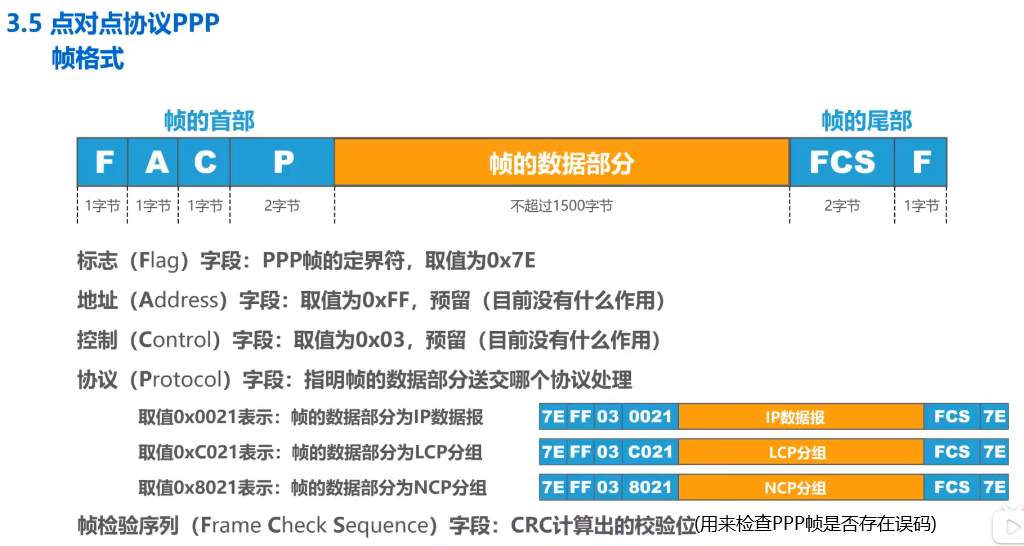 3.5 点对点协议PPP
帧格式
帧的首部 帧的尾部
F A C P 帧的数据部分 FCS F
1字节 1字节 1字节 2字节 不超过1500字节 2字节 1字节
标志（Flag）字段：PPP帧的定界符，取值为0x7E
地址（Address）字段：取值为0xFF，预留（目前没有什么作用）
控制（Control）字段：取值为0x03，预留（目前没有什么作用）
协议（Protocol）字段：指明帧的数据部分送交哪个协议处理
取值0x0021表示：帧的数据部分为IP数据报 7E FF 03 0021 IP数据报 FCS 7E
取值0xC021表示：帧的数据部分为LCP分组 7E FF 03 C021 LCP分组 FCS 7E
取值0x8021表示：帧的数据部分为NCP分组 7E FF 03 8021 NCP分组 FCS 7E
帧检验序列（Frame Check Sequence）字段：CRC计算出的校验位(用来检查PPP帧是否存在误码)